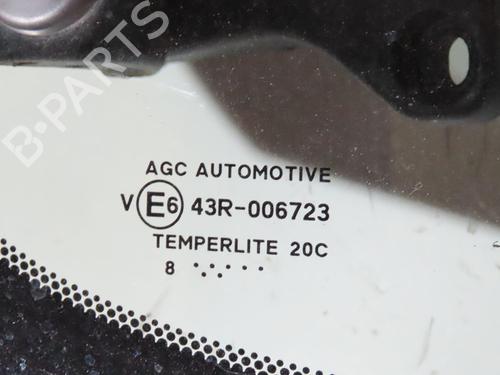 B-PARTS
AGC AUTOMOTIVE
V E6 43R-006723
TEMPERLITE 20C
8 .......